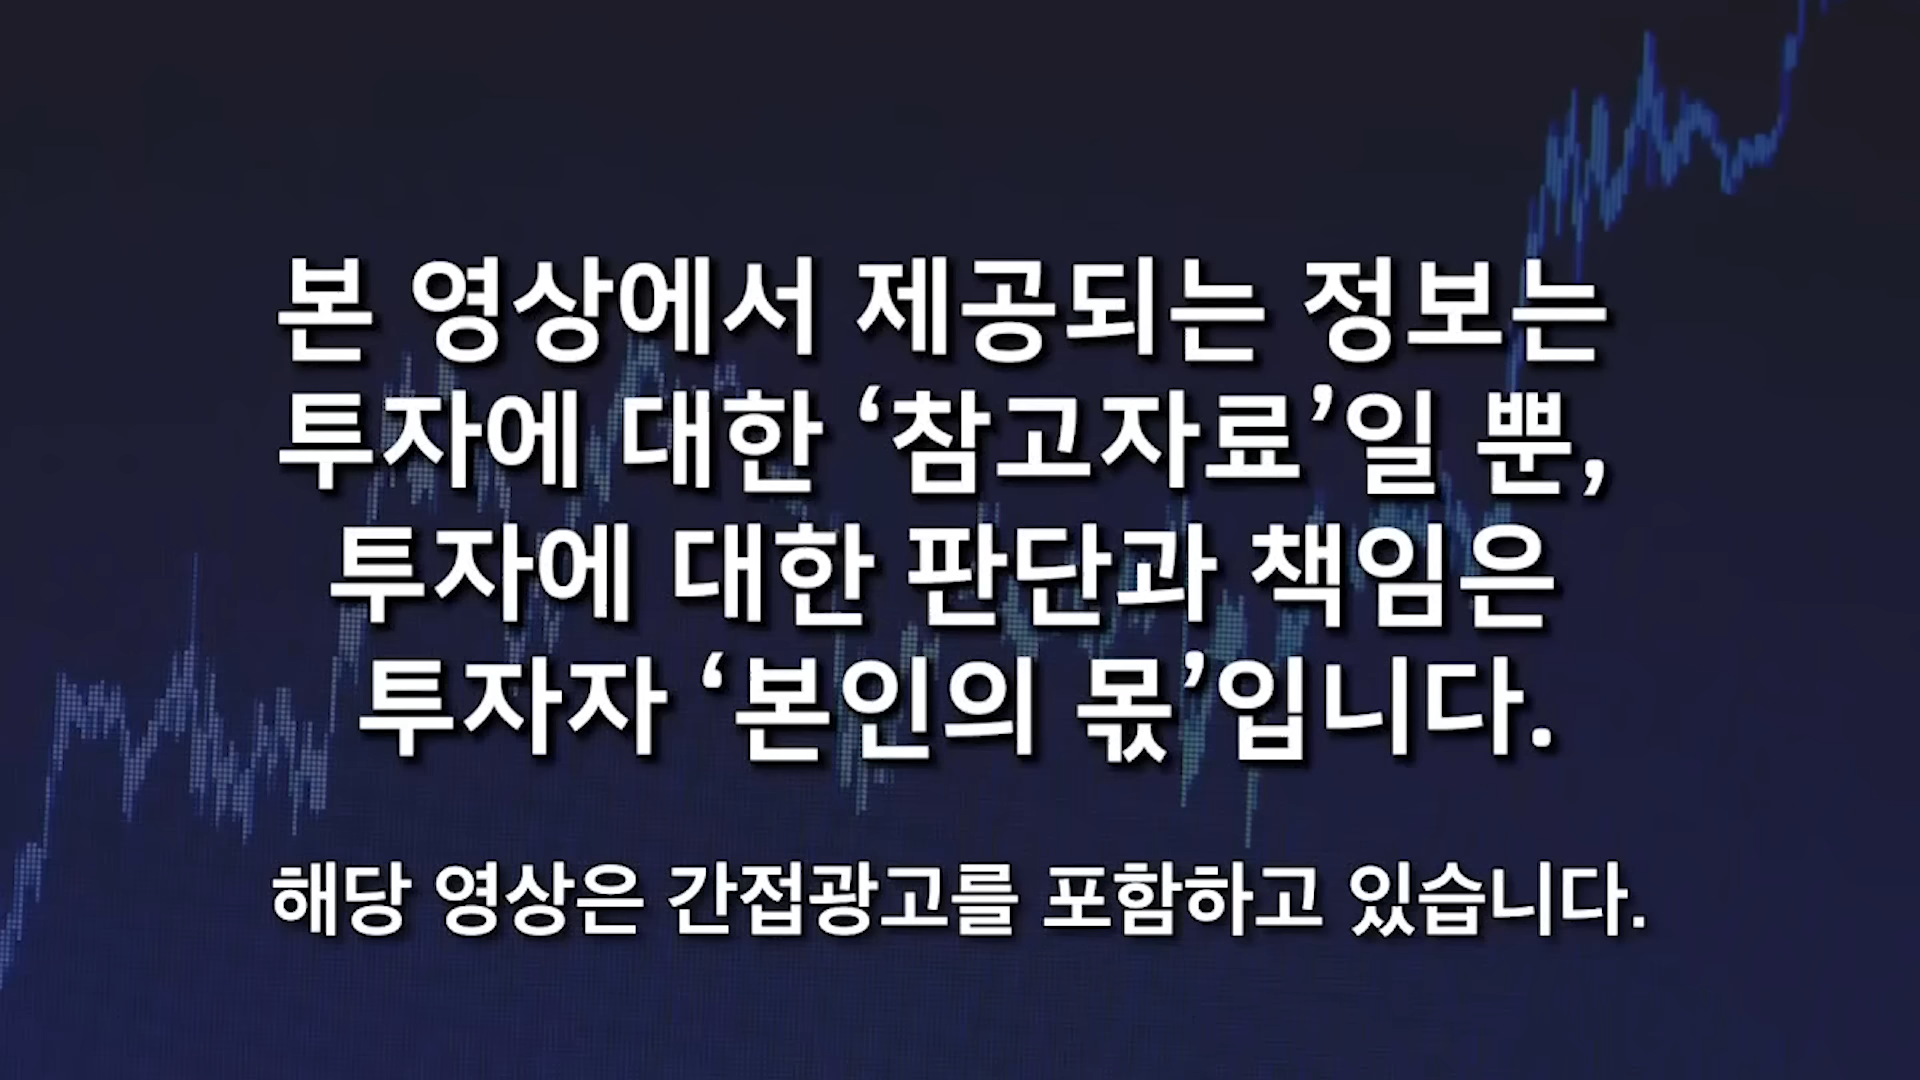 본 영상에서 제공되는 정보는
투자에 대한 ‘참고자료’일 뿐,
투자에 대한 판단과 책임은
투자자 ‘본인의 몫’입니다.
해당 영상은 간접광고를 포함하고 있습니다.